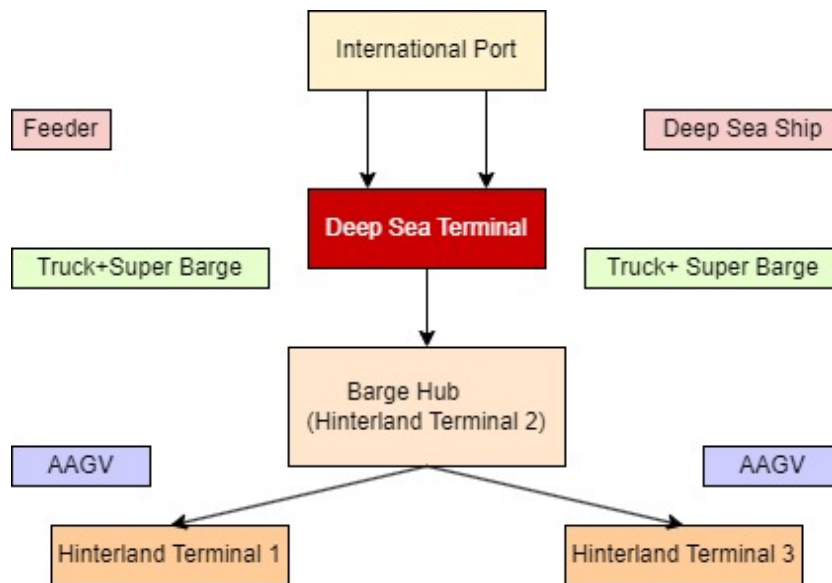 International Port
Feeder
Deep Sea Ship
Deep Sea Terminal
Truck+Super Barge
Truck+ Super Barge
Barge Hub
(Hinterland Terminal 2)
AAGV
AAGV
Hinterland Terminal 1
Hinterland Terminal 3